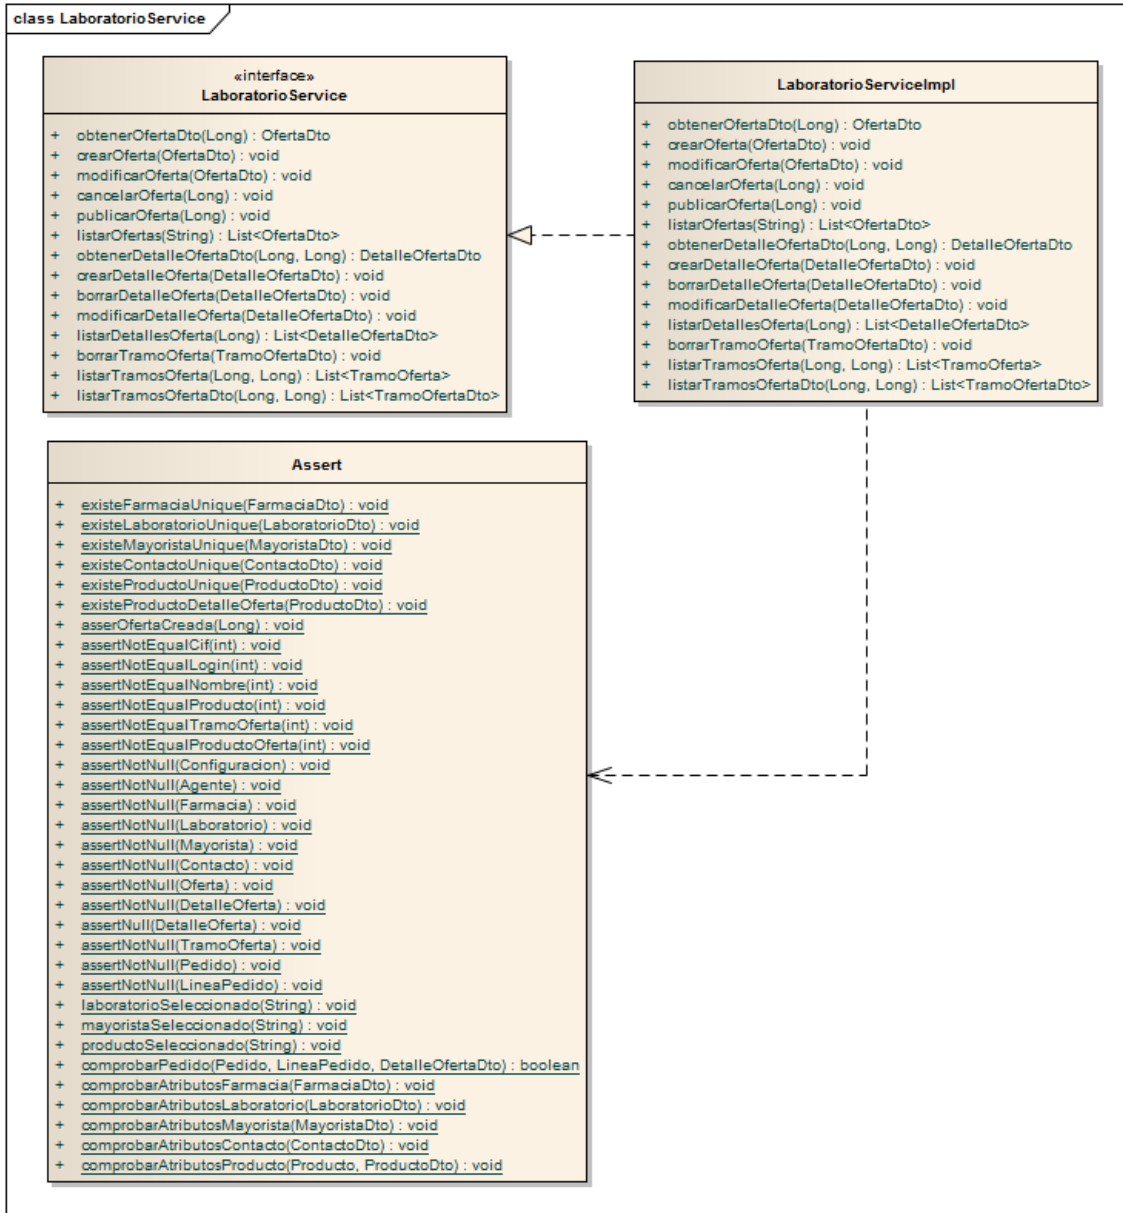 class LaboratorioService
«interface»
LaboratorioService
+ obtenerOfertaDto(Long) : OfertaDto
+ crearOferta(OfertaDto) : void
+ modificarOferta(OfertaDto) : void
+ cancelarOferta(Long) : void
+ publicarOferta(Long) : void
+ listarOfertas(String) : List<OfertaDto>
+ obtenerDetalleOfertaDto(Long, Long) : DetalleOfertaDto
+ crearDetalleOferta(DetalleOfertaDto) : void
+ borrarDetalleOferta(DetalleOfertaDto) : void
+ modificarDetalleOferta(DetalleOfertaDto) : void
+ listarDetallesOferta(Long) : List<DetalleOfertaDto>
+ borrarTramoOferta(TramoOfertaDto) : void
+ listarTramosOferta(Long, Long) : List<TramoOferta>
+ listarTramosOfertaDto(Long, Long) : List<TramoOfertaDto>
LaboratorioServiceImpl
+ obtenerOfertaDto(Long) : OfertaDto
+ crearOferta(OfertaDto) : void
+ modificarOferta(OfertaDto) : void
+ cancelarOferta(Long) : void
+ publicarOferta(Long) : void
+ listarOfertas(String) : List<OfertaDto>
+ obtenerDetalleOfertaDto(Long, Long) : DetalleOfertaDto
+ crearDetalleOferta(DetalleOfertaDto) : void
+ borrarDetalleOferta(DetalleOfertaDto) : void
+ modificarDetalleOferta(DetalleOfertaDto) : void
+ listarDetallesOferta(Long) : List<DetalleOfertaDto>
+ borrarTramoOferta(TramoOfertaDto) : void
+ listarTramosOferta(Long, Long) : List<TramoOferta>
+ listarTramosOfertaDto(Long, Long) : List<TramoOfertaDto>
Assert
+ existeFarmaciaUnique(FarmaciaDto) : void
+ existeLaboratorioUnique(LaboratorioDto) : void
+ existeMayoristaUnique(MayoristaDto) : void
+ existeContactoUnique(ContactoDto) : void
+ existeProductoUnique(ProductoDto) : void
+ existeProductoDetalleOferta(ProductoDto) : void
+ asserOfertaCreada(Long) : void
+ assertNotEqualCif(int) : void
+ assertNotEqualLogin(int) : void
+ assertNotEqualNombre(int) : void
+ assertNotEqualProducto(int) : void
+ assertNotEqualTramoOferta(int) : void
+ assertNotEqualProductoOferta(int) : void
+ assertNotNull(Configuracion) : void
+ assertNotNull(Agente) : void
+ assertNotNull(Farmacia) : void
+ assertNotNull(Laboratorio) : void
+ assertNotNull(Mayorista) : void
+ assertNotNull(Contacto) : void
+ assertNotNull(Oferta) : void
+ assertNotNull(DetalleOferta) : void
+ assertNull(DetalleOferta) : void
+ assertNotNull(TramoOferta) : void
+ assertNotNull(Pedido) : void
+ assertNotNull(LineaPedido) : void
+ laboratorioSeleccionado(String) : void
+ mayoristaSeleccionado(String) : void
+ productoSeleccionado(String) : void
+ comprobarPedido(Pedido, LineaPedido, DetalleOfertaDto) : boolean
+ comprobarAtributosFarmacia(FarmaciaDto) : void
+ comprobarAtributosLaboratorio(LaboratorioDto) : void
+ comprobarAtributosMayorista(MayoristaDto) : void
+ comprobarAtributosContacto(ContactoDto) : void
+ comprobarAtributosProducto(Producto, ProductoDto) : void